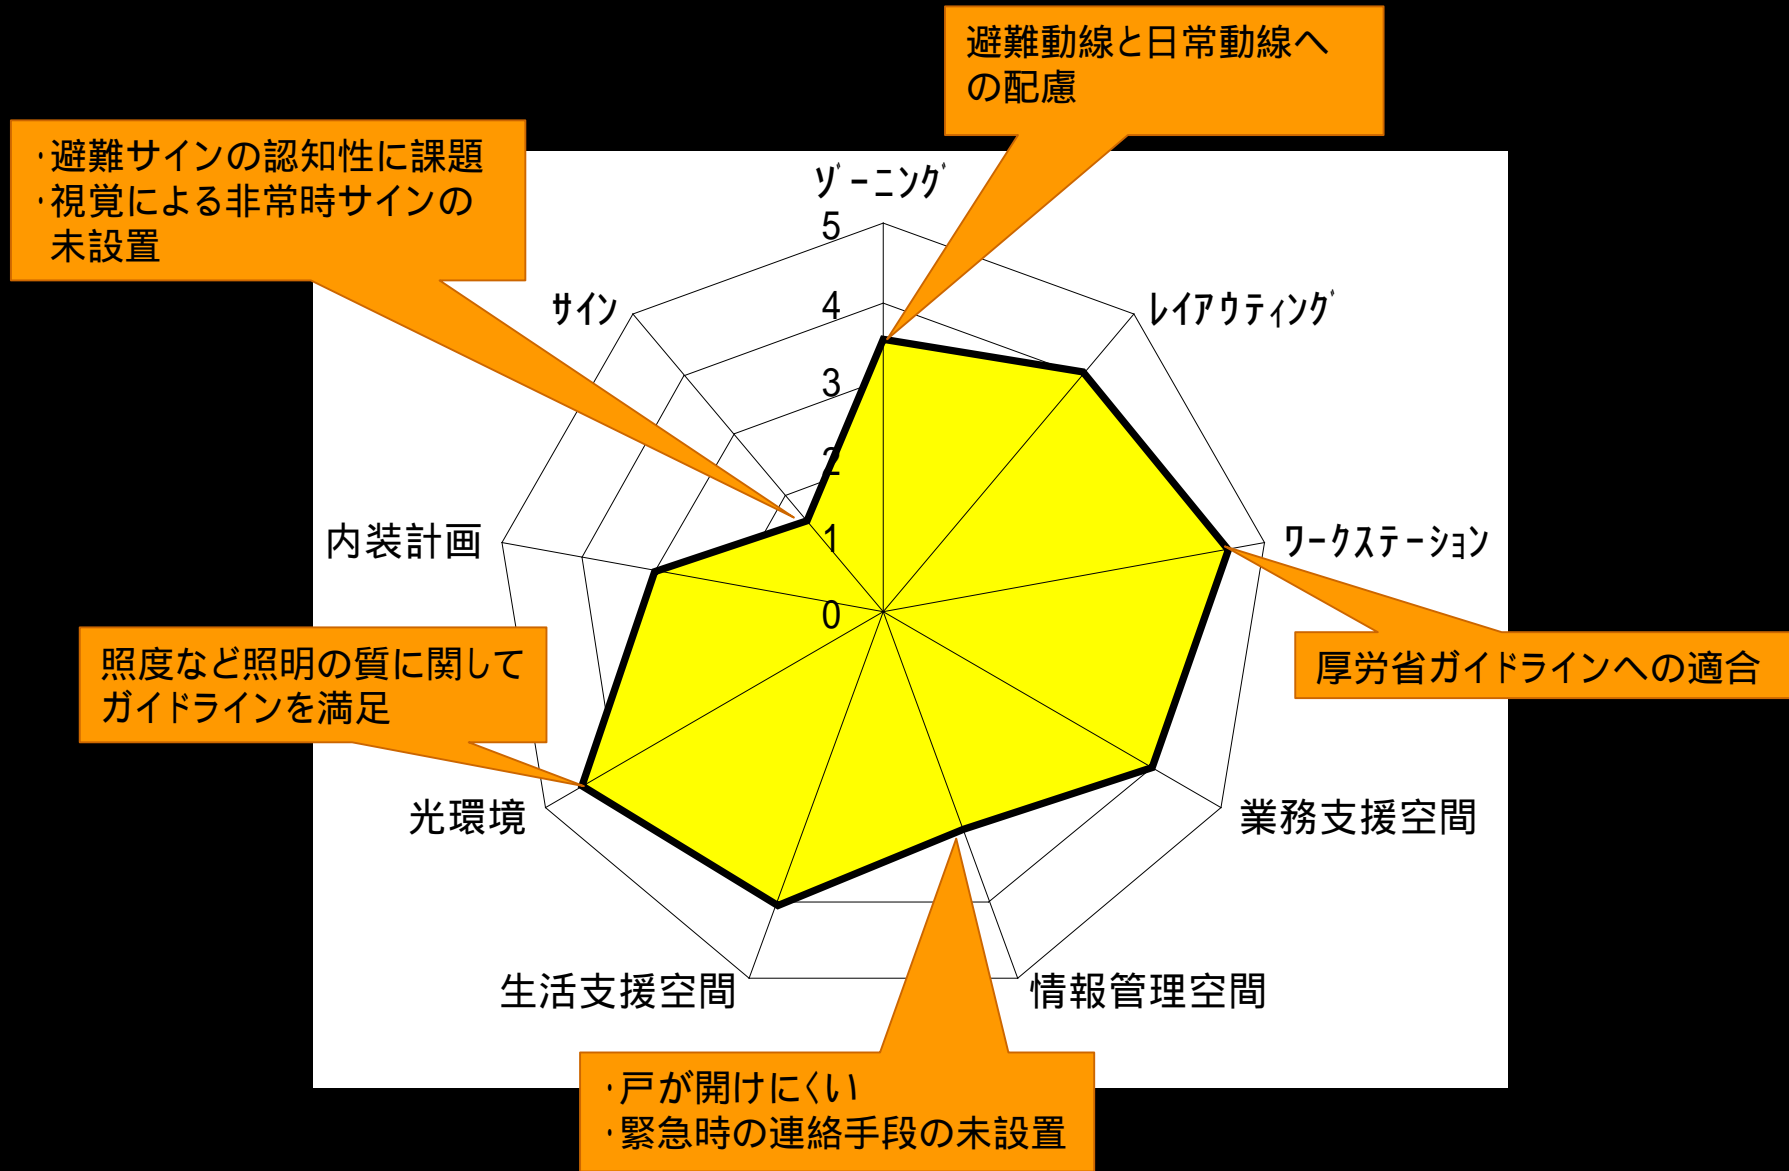 避難動線と日常動線へ
の配慮
・避難サインの認知性に課題
・視覚による非常時サインの
未設置
ｿﾞｰﾆﾝｸﾞ
5
4
3
2
1
0
ｻｲﾝ
ﾚｲｱｳﾃｨﾝｸﾞ
内装計画
ﾜｰｸｽﾃｰｼｮﾝ
照度など照明の質に関して
ガイドラインを満足
厚労省ガイドラインへの適合
光環境
業務支援空間
生活支援空間
情報管理空間
・戸が開けにくい
・緊急時の連絡手段の未設置